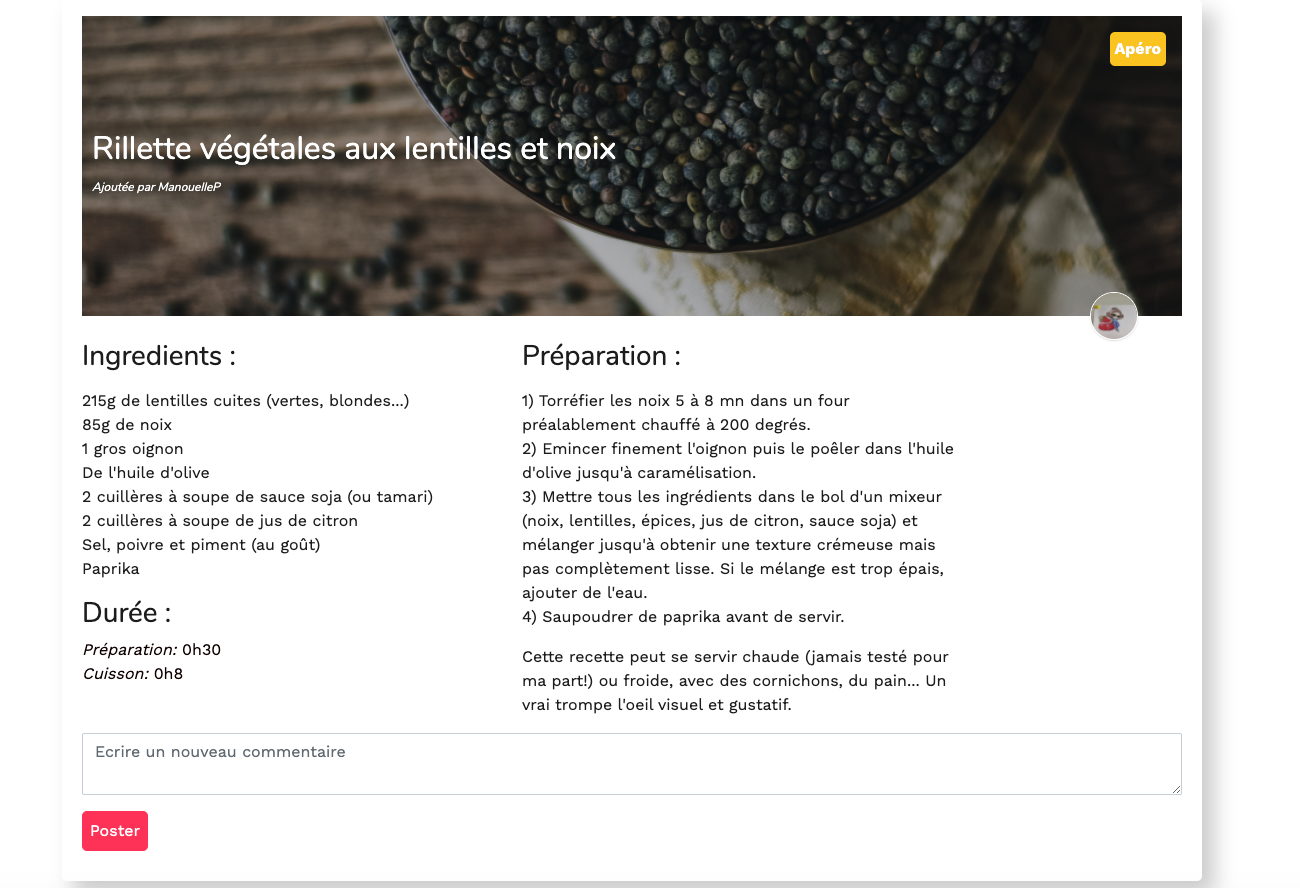 Apéro
Rillette végétales aux lentilles et noix
Ajoutée par ManouelleP
Ingredients :
215g de lentilles cuites (vertes, blondes...)
85g de noix
1 gros oignon
De l'huile d'olive
2 cuillères à soupe de sauce soja (ou tamari)
2 cuillères à soupe de jus de citron
Sel, poivre et piment (au goût)
Paprika
Durée :
Préparation: 0h30
Cuisson: 0h8
Préparation :
1) Torréfier les noix 5 à 8 mn dans un four
préalablement chauffé à 200 degrés.
2) Emincer finement l'oignon puis le poêler dans l'huile
d'olive jusqu'à caramélisation.
3) Mettre tous les ingrédients dans le bol d'un mixeur
(noix, lentilles, épices, jus de citron, sauce soja) et
mélanger jusqu'à obtenir une texture crémeuse mais
pas complètement lisse. Si le mélange est trop épais,
ajouter de l'eau.
4) Saupoudrer de paprika avant de servir.
Cette recette peut se servir chaude (jamais testé pour
ma part!) ou froide, avec des cornichons, du pain... Un
vrai trompe l'oeil visuel et gustatif.
Ecrire un nouveau commentaire
Poster